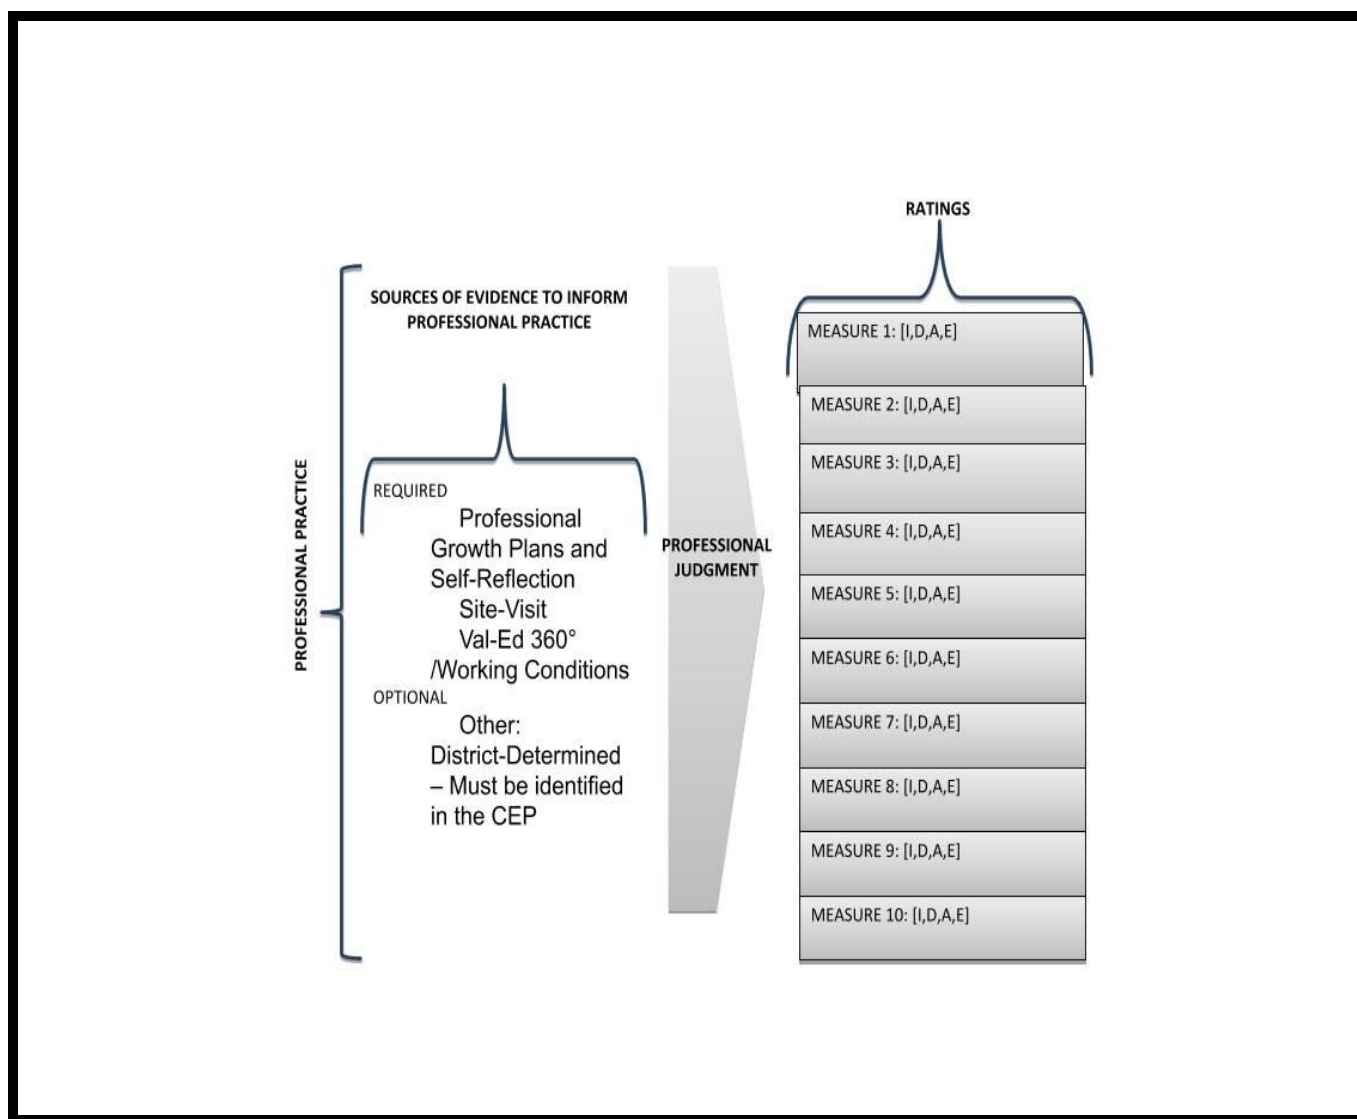 PROFESSIONAL PRACTICE
SOURCES OF EVIDENCE TO INFORM
PROFESSIONAL PRACTICE
REQUIRED
Professional
Growth Plans and
Self-Reflection
Site-Visit
Val-Ed 360°
/Working Conditions
OPTIONAL
Other:
District-Determined
– Must be identified
in the CEP
PROFESSIONAL
JUDGMENT
RATINGS
MEASURE 1: [I,D,A,E]
MEASURE 2: [I,D,A,E]
MEASURE 3: [I,D,A,E]
MEASURE 4: [I,D,A,E]
MEASURE 5: [I,D,A,E]
MEASURE 6: [I,D,A,E]
MEASURE 7: [I,D,A,E]
MEASURE 8: [I,D,A,E]
MEASURE 9: [I,D,A,E]
MEASURE 10: [I,D,A,E]